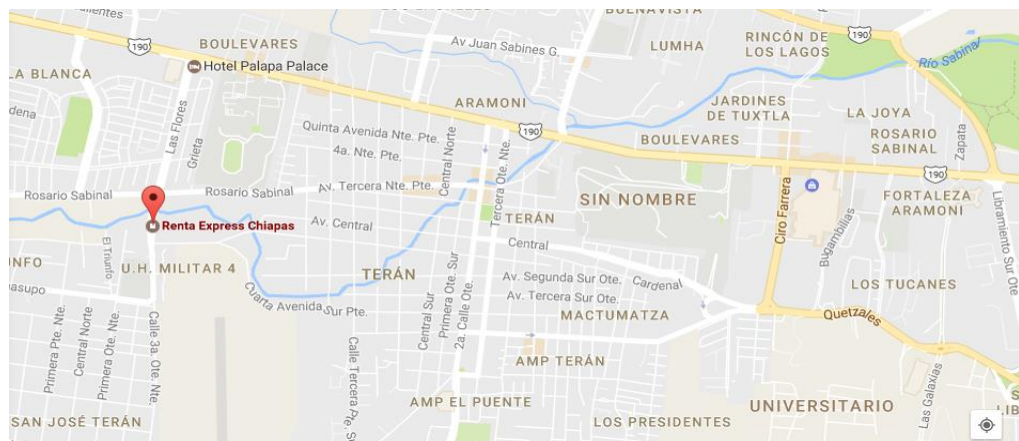 BUENAVISTA
190
BOULEVARES
Av Juan Sabines G.
LUMHA
RINCÓN DE
LOS LAGOS
190
Río Sabinal
Hotel Palapa Palace
LA BLANCA
ARAMONI
JARDINES
DE TUXTLA
LA JOYA
Las Flores
Grieta
Quinta Avenida Nte. Pte.
4a. Nte. Pte.
Central Norte
190
BOULEVARES
ROSARIO
SABINAL
Zapata
190
Rosario Sabinal
Rosario Sabinal
Av. Tercera Nte. Pte.
Tercera Ote. Nte.
SIN NOMBRE
FORTALEZA
ARAMONI
Renta Express Chiapas
Av. Central
TERÁN
Central
Ciro Farrera
Bugambilias
Libramiento Sur Ote
El Triunfo
U.H. MILITAR 4
TERÁN
Av. Segunda Sur Ote.
Cardenal
LOS TUCANES
Cuarta Avenida Sur Pte.
Av. Tercera Sur Ote.
MACTUMATZA
Quetzales
Primera Pte. Nte.
Central Norte
Primera Ote. Nte.
Calle 3a. Ote. Nte.
Calle Tercera Pte. Sur
Central Sur
Primera Ote. Sur
2a. Calle Ote.
AMP TERÁN
Las Galaxias
AMP EL PUENTE
UNIVERSITARIO
SAN JOSÉ TERÁN
LOS PRESIDENTES